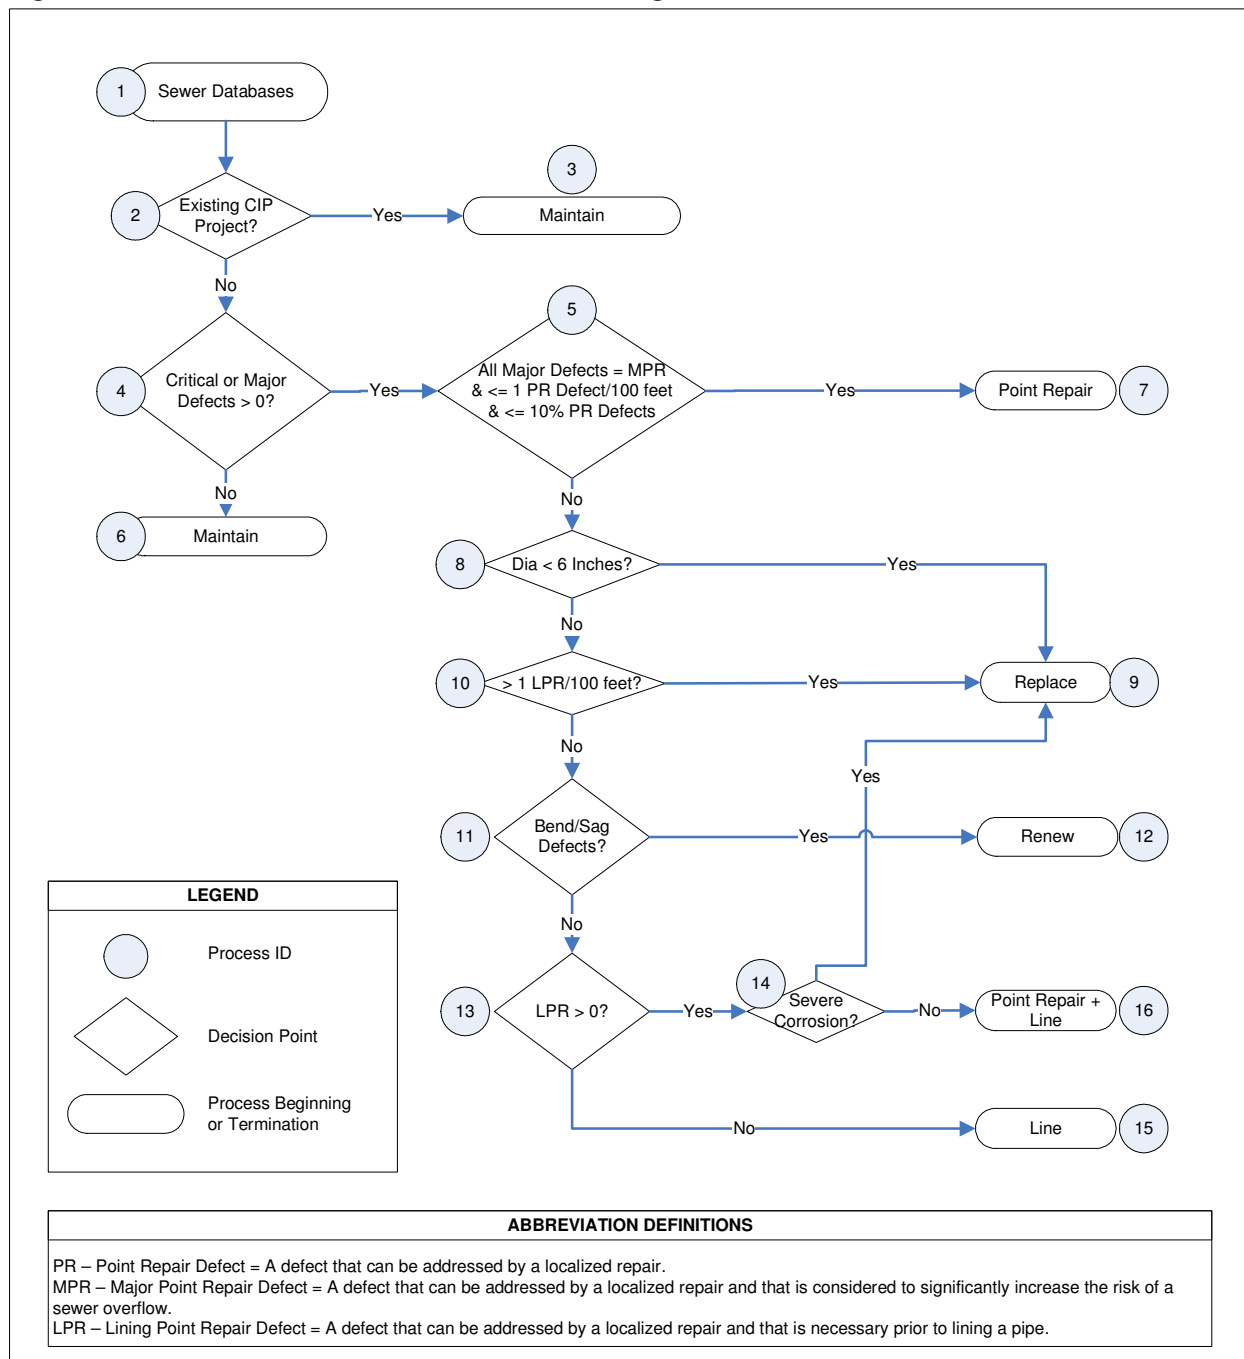 1
Sewer Databases
2
Existing CIP
Project?
Yes
3
Maintain
No
4
Critical or Major
Defects > 0?
Yes
5
All Major Defects = MPR
& <= 1 PR Defect/100 feet
& <= 10% PR Defects
Yes
Point Repair
7
No
6
Maintain
No
8
Dia < 6 Inches?
Yes
No
10
> 1 LPR/100 feet?
Yes
Replace
9
No
Yes
11
Bend/Sag
Defects?
Yes
Renew
12
No
13
LPR > 0?
Yes
14
Severe
Corrosion?
No
Point Repair +
Line
16
No
Line
15
LEGEND
Process ID
Decision Point
Process Beginning
or Termination
ABBREVIATION DEFINITIONS
PR – Point Repair Defect = A defect that can be addressed by a localized repair.
MPR – Major Point Repair Defect = A defect that can be addressed by a localized repair and that is considered to significantly increase the risk of a
sewer overflow.
LPR – Lining Point Repair Defect = A defect that can be addressed by a localized repair and that is necessary prior to lining a pipe.